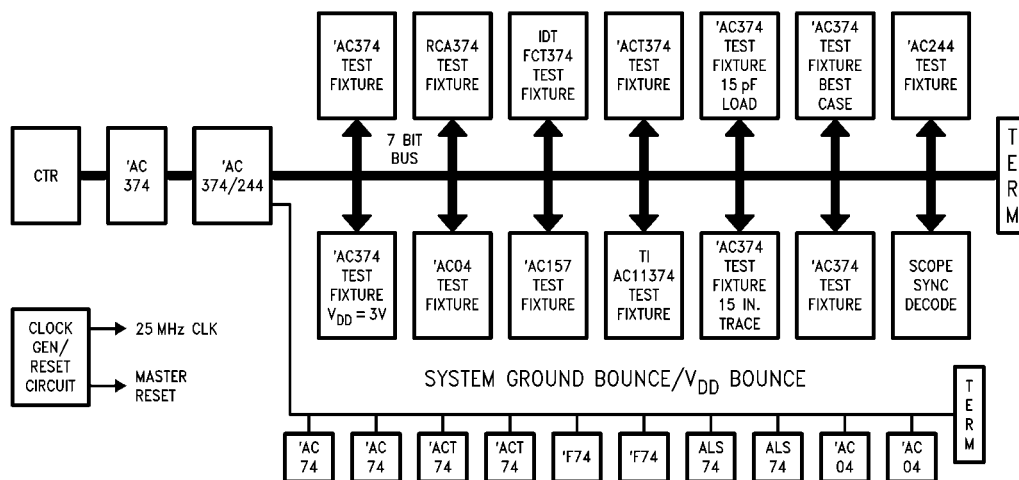 'AC374
TEST
FIXTURE
RCA374
TEST
FIXTURE
IDT
FCT374
TEST
FIXTURE
'ACT374
TEST
FIXTURE
'AC374
TEST
FIXTURE
15 pF
LOAD
'AC374
TEST
FIXTURE
BEST
CASE
'AC244
TEST
FIXTURE
CTR
'AC
374
'AC
374/244
7 BIT
BUS
T
E
R
M
'AC374
TEST
FIXTURE
VDD = 3V
'AC04
TEST
FIXTURE
'AC157
TEST
FIXTURE
TI
AC11374
TEST
FIXTURE
'AC374
TEST
FIXTURE
15 IN.
TRACE
'AC374
TEST
FIXTURE
SCOPE
SYNC
DECODE
CLOCK
GEN/
RESET
CIRCUIT
25 MHz CLK
MASTER
RESET
SYSTEM GROUND BOUNCE/VDD BOUNCE
T
E
R
M
'AC
74
'AC
74
'ACT
74
'ACT
74
'F74
'F74
ALS
74
ALS
74
'AC
04
'AC
04